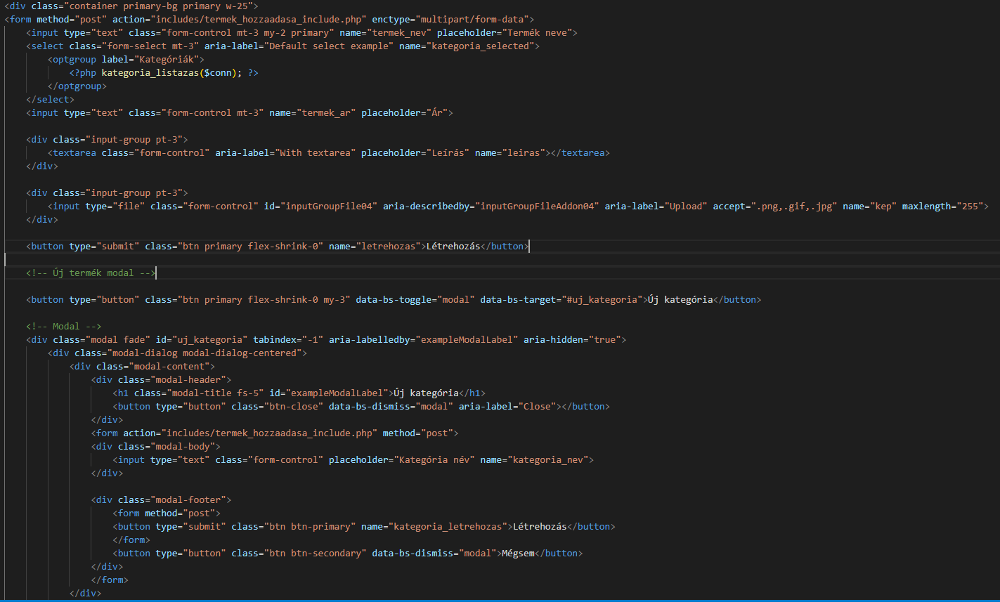 <div class="container primary-bg primary w-25">
<form method="post" action="includes/termek_hozzaadasa_include.php" enctype="multipart/form-data">
<input type="text" class="form-control mt-3 my-2 primary" name="termek_nev" placeholder="Termék neve">
<select class="form-select mt-3" aria-label="Default select example" name="kategoria_selected">
<optgroup label="Kategóriák">
<?php kategoria_listazas($conn); ?>
</optgroup>
</select>
<input type="text" class="form-control mt-3" name="termek_ar" placeholder="Ár">
<div class="input-group pt-3">
<textarea class="form-control" aria-label="With textarea" placeholder="Leírás" name="leiras"></textarea>
</div>
<div class="input-group pt-3">
<input type="file" class="form-control" id="inputGroupFile04" aria-describedby="inputGroupFileAddon04" aria-label="Upload" accept=".png,.gif,.jpg" name="kep" maxlength="255">
</div>
<button type="submit" class="btn primary flex-shrink-0" name="letrehozas">Létrehozás</button>
<!-- Új termék modal -->
<button type="button" class="btn primary flex-shrink-0 my-3" data-bs-toggle="modal" data-bs-target="#uj_kategoria">Új kategória</button>
<!-- Modal -->
<div class="modal fade" id="uj_kategoria" tabindex="-1" aria-labelledby="exampleModalLabel" aria-hidden="true">
<div class="modal-dialog modal-dialog-centered">
<div class="modal-content">
<div class="modal-header">
<h1 class="modal-title fs-5" id="exampleModalLabel">Új kategória</h1>
<button type="button" class="btn-close" data-bs-dismiss="modal" aria-label="Close"></button>
</div>
<form action="includes/termek_hozzaadasa_include.php" method="post">
<div class="modal-body">
<input type="text" class="form-control" placeholder="Kategória név" name="kategoria_nev">
</div>
<div class="modal-footer">
<form method="post">
<button type="submit" class="btn btn-primary" name="kategoria_letrehozas">Létrehozás</button>
</form>
<button type="button" class="btn btn-secondary" data-bs-dismiss="modal">Mégsem</button>
</div>
</form>
</div>